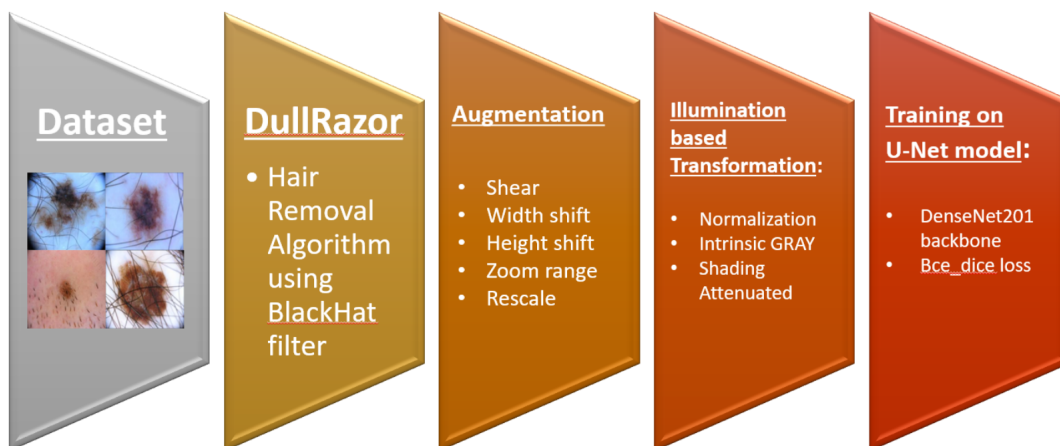 Dataset
DullRazor
• Hair
Removal
Algorithm
using
BlackHat
filter
Augmentation
• Shear
• Width shift
• Height shift
• Zoom range
• Rescale
Illumination
based
Transformation:
• Normalization
• Intrinsic GRAY
• Shading
Attenuated
Training on
U-Net model:
• DenseNet201
backbone
• Bce_dice loss